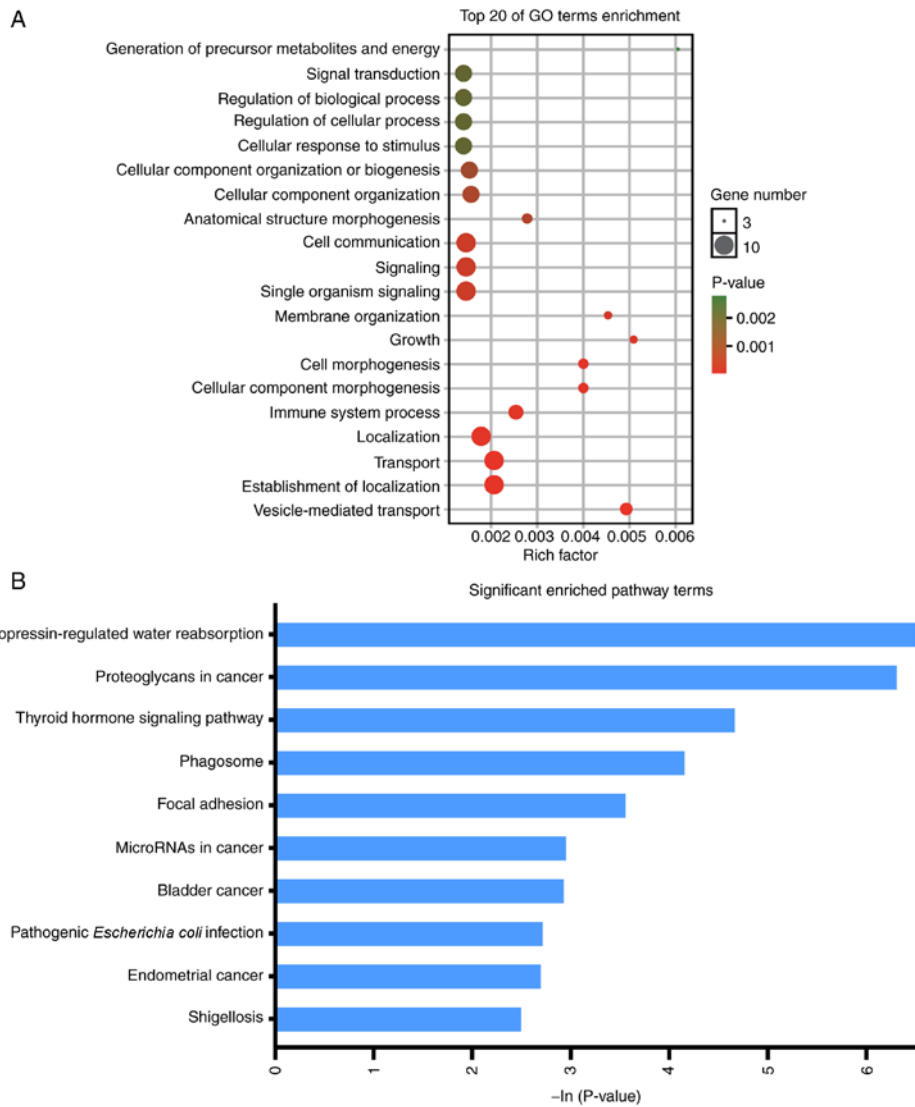 A
Top 20 of GO terms enrichment
Generation of precursor metabolites and energy
Signal transduction
Regulation of biological process
Regulation of cellular process
Cellular response to stimulus
Cellular component organization or biogenesis
Cellular component organization
Anatomical structure morphogenesis
Cell communication
Signaling
Single organism signaling
Membrane organization
Growth
Cell morphogenesis
Cellular component morphogenesis
Immune system process
Localization
Transport
Establishment of localization
Vesicle-mediated transport
0.002 0.003 0.004 0.005 0.006
Rich factor
Gene number
3
10
P-value
0.002
0.001
B
Significant enriched pathway terms
opressin-regulated water reabsorption
Proteoglycans in cancer
Thyroid hormone signaling pathway
Phagosome
Focal adhesion
MicroRNAs in cancer
Bladder cancer
Pathogenic Escherichia coli infection
Endometrial cancer
Shigellosis
0 1 2 3 4 5 6
–In (P-value)